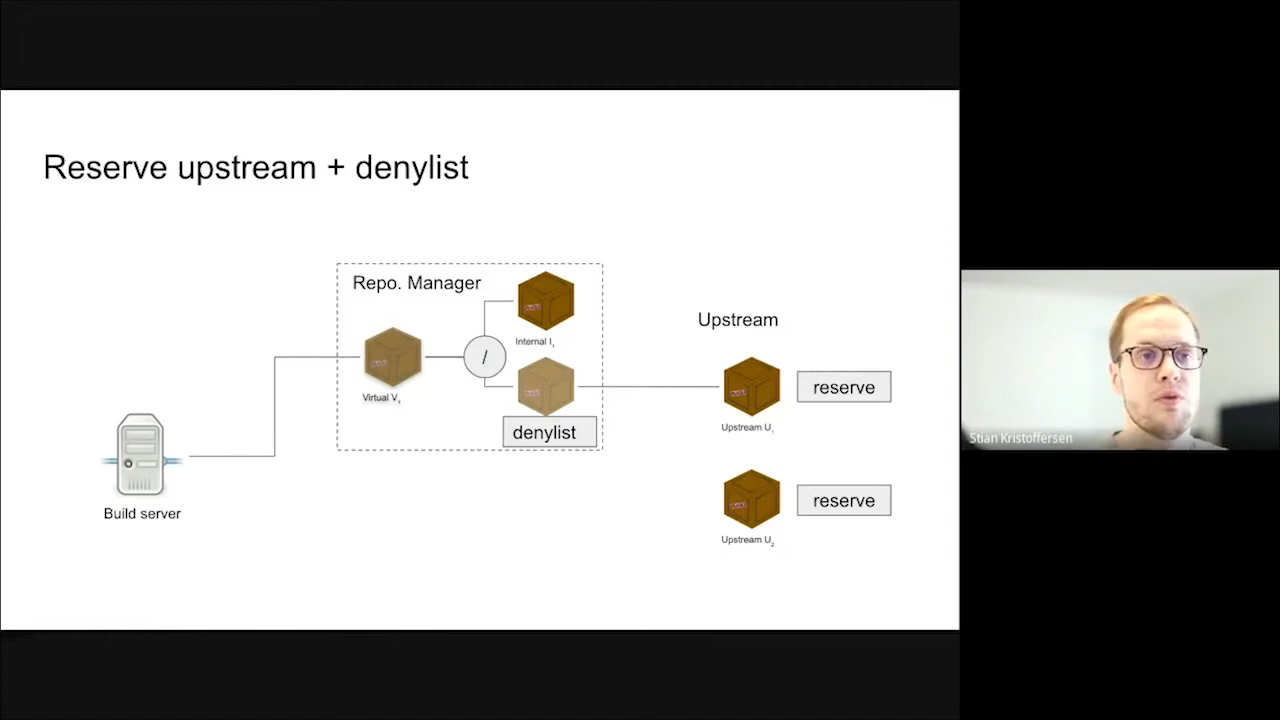 Reserve upstream + denylist
Repo. Manager
Internal I1
Virtual V1
denylist
Upstream
reserve
Upstream U1
reserve
Upstream U2
Build server
Stian Kristoffersen